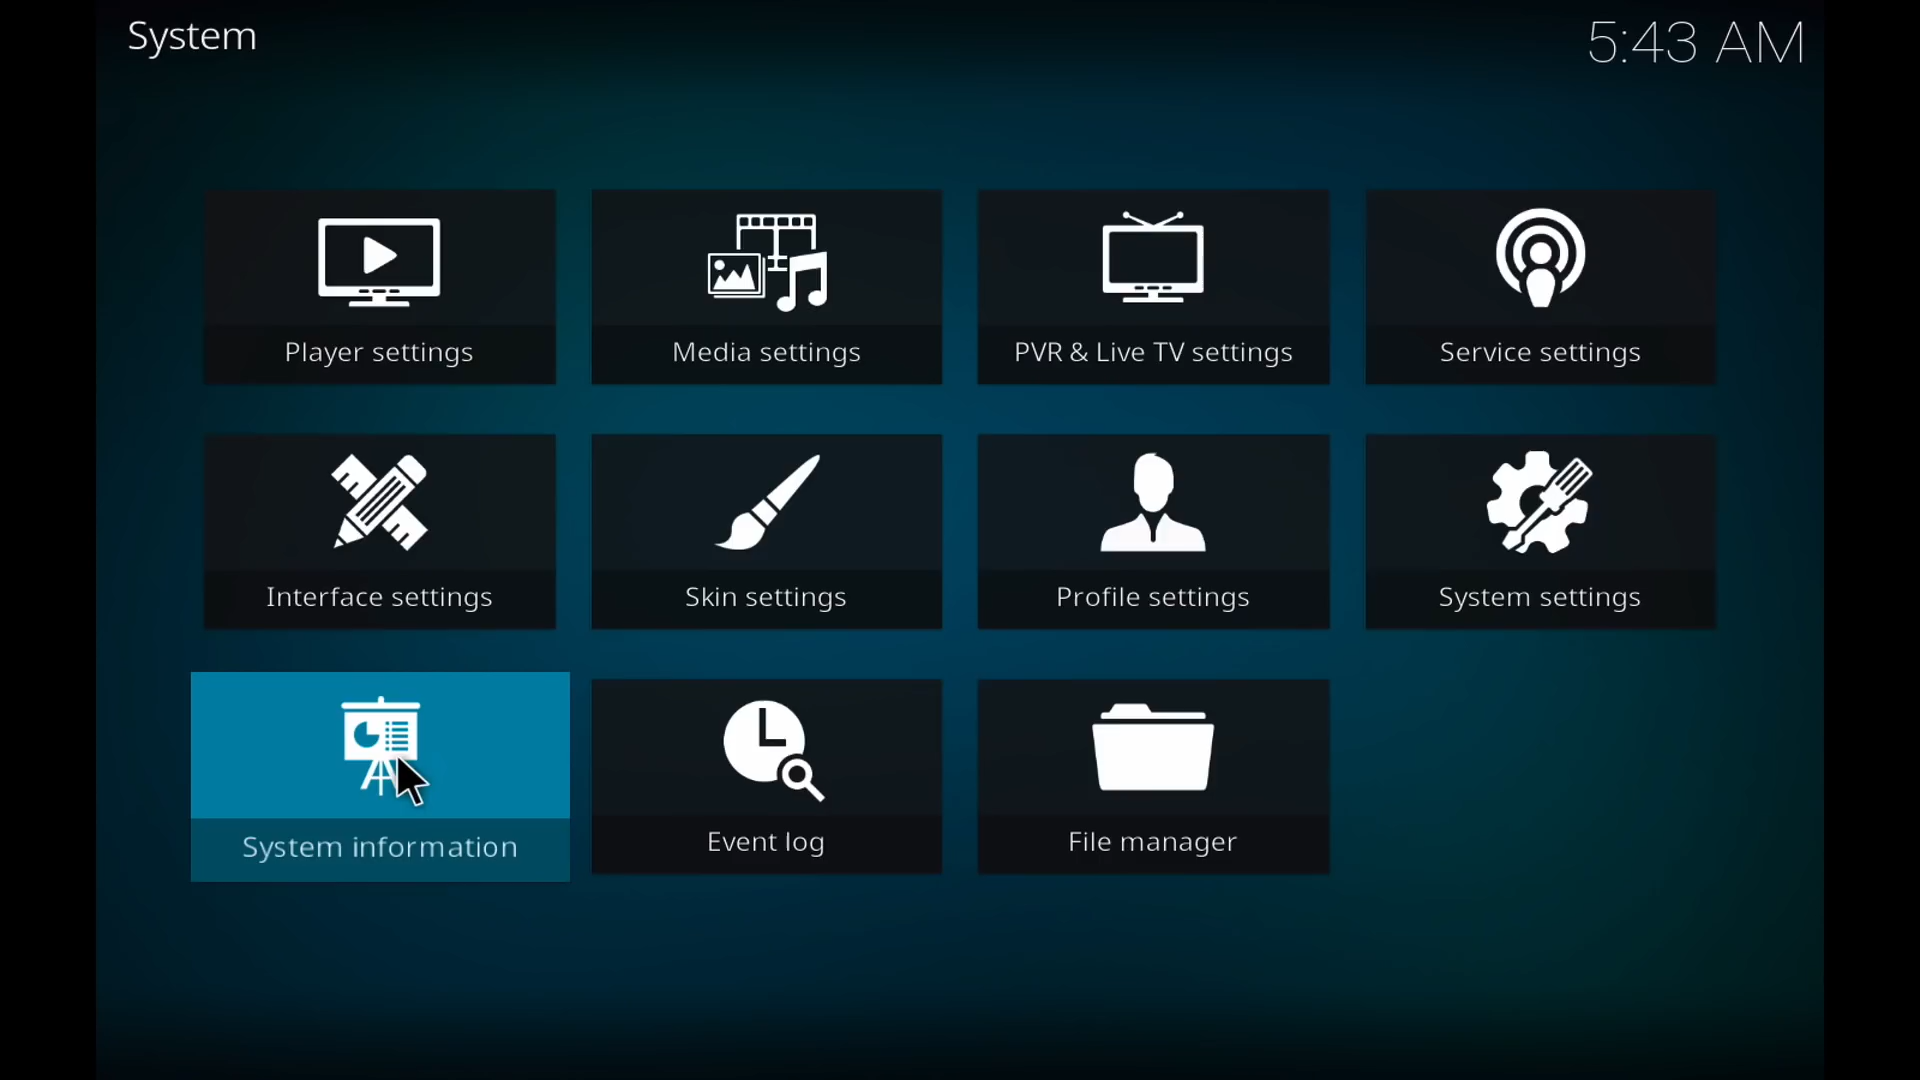 System
5:43 AM
Player settings
Media settings
PVR & Live TV settings
Service settings
Interface settings
Skin settings
Profile settings
System settings
System information
Event log
File manager